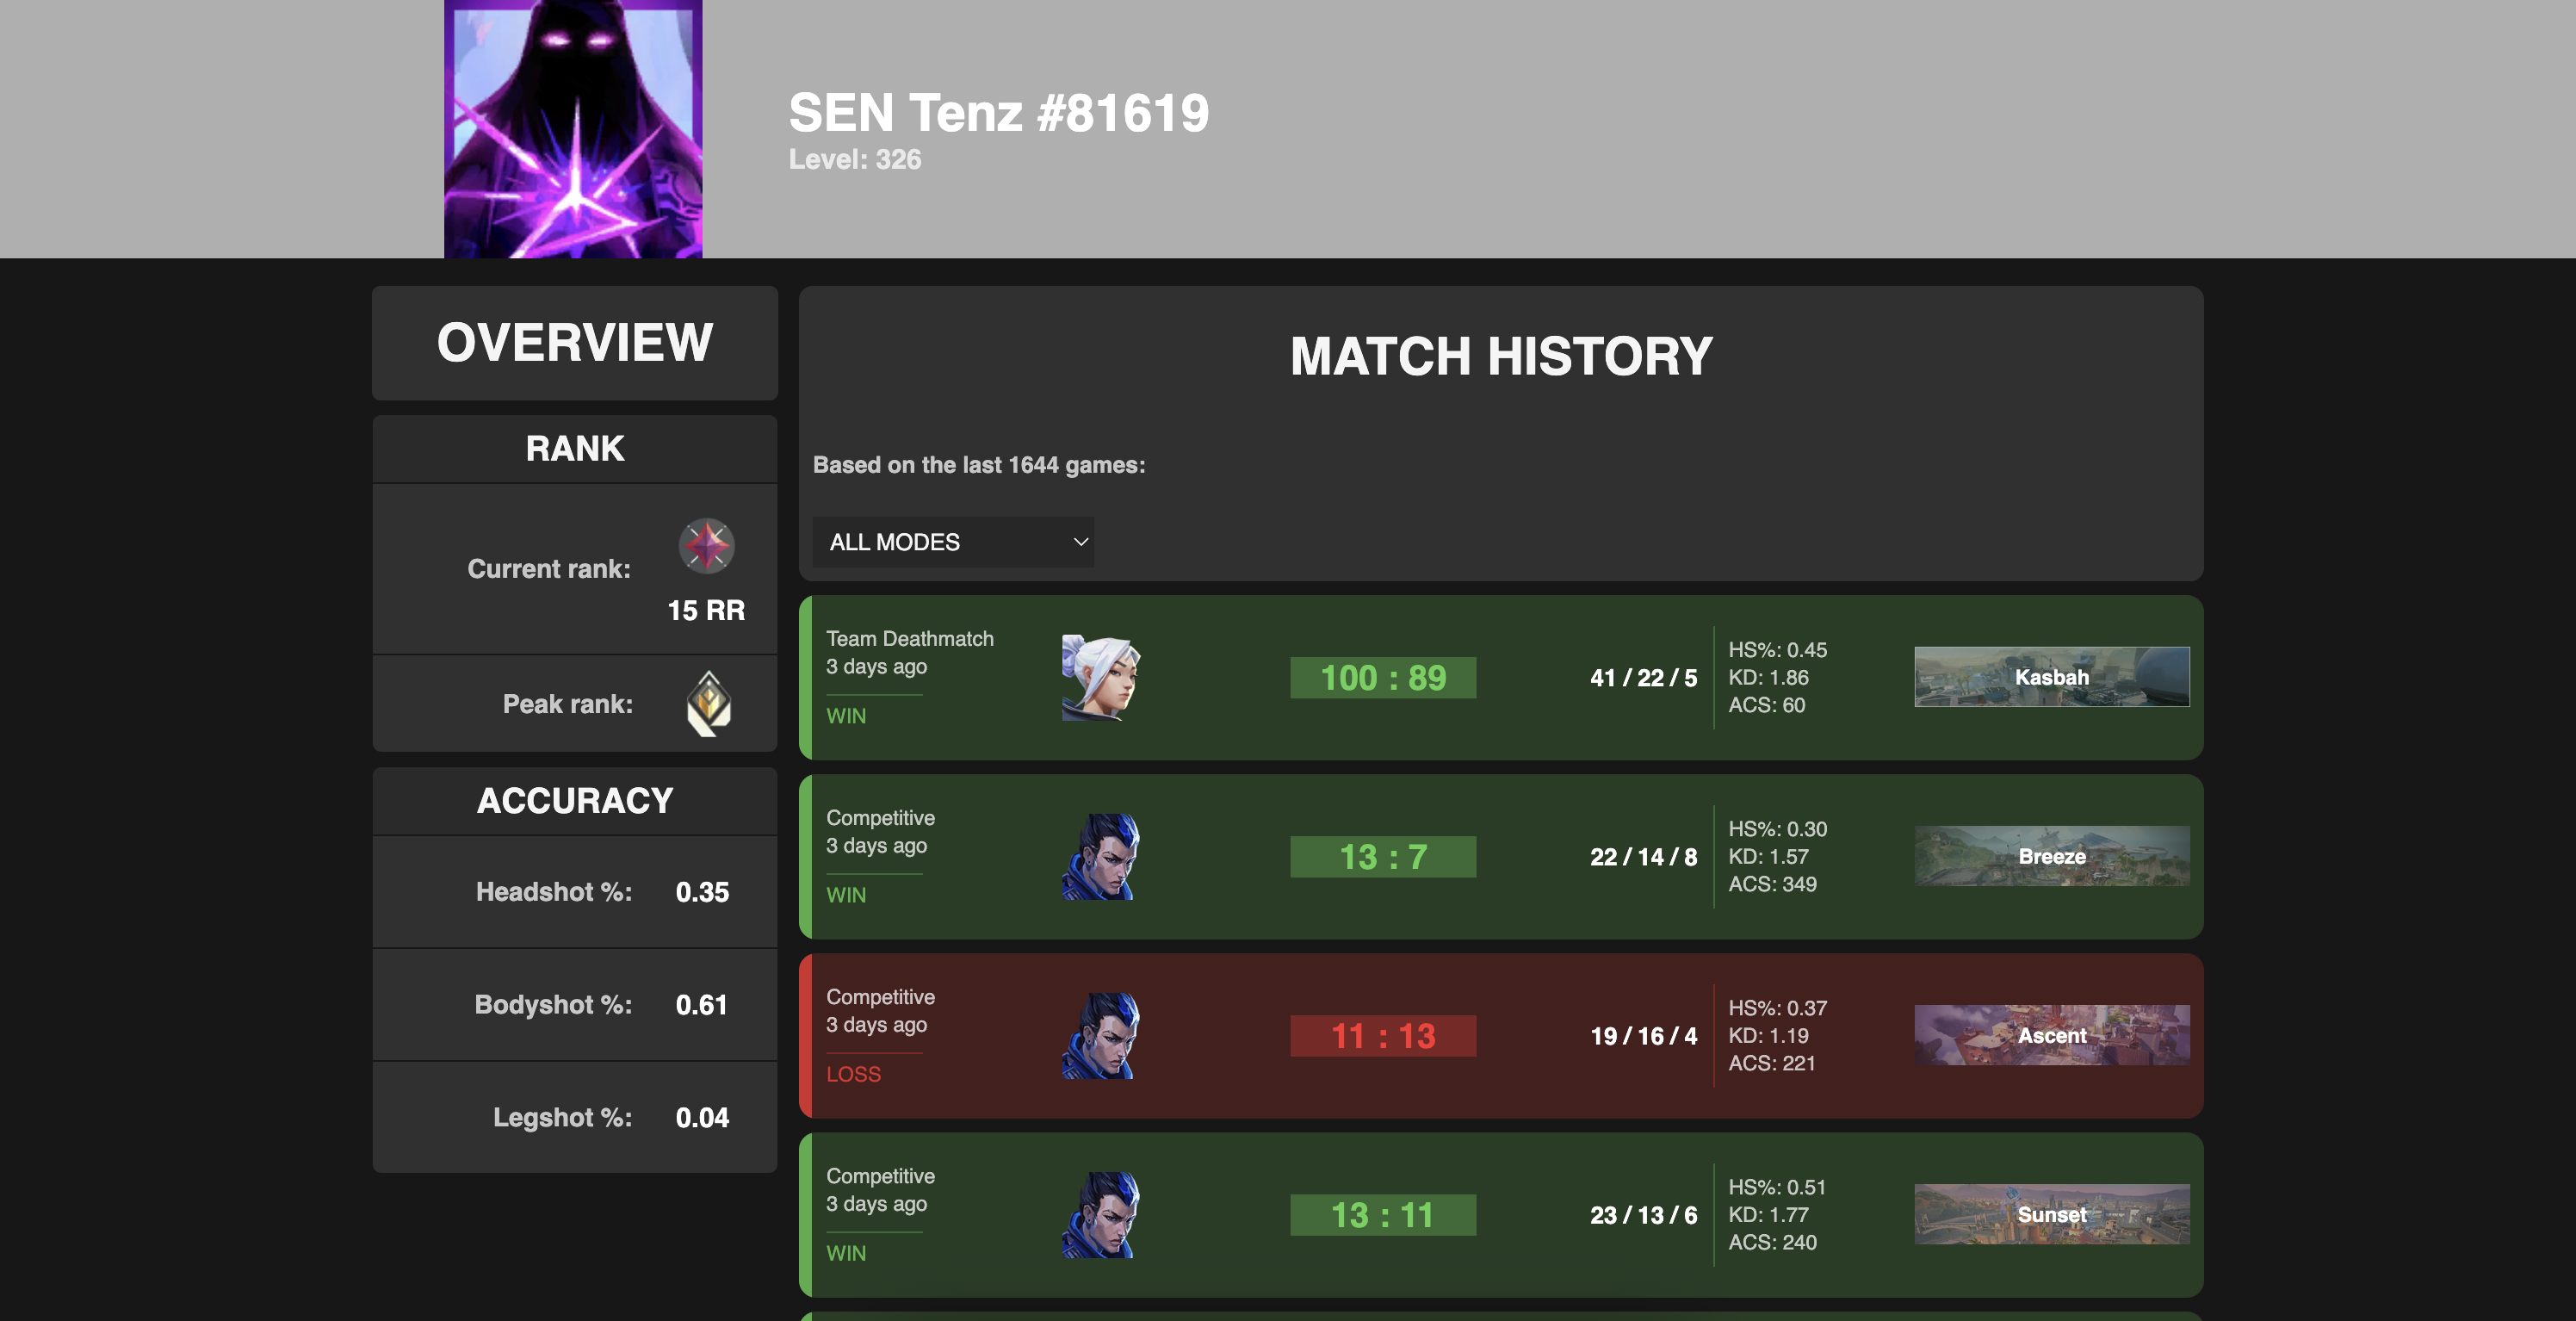 SEN Tenz #81619
Level: 326
OVERVIEW
RANK
Current rank:
15 RR
Peak rank:
ACCURACY
Headshot %: 0.35
Bodyshot %: 0.61
Legshot %: 0.04
MATCH HISTORY
Based on the last 1644 games:
ALL MODES
Team Deathmatch
3 days ago
WIN
100 : 89
41 / 22 / 5
HS%: 0.45
KD: 1.86
ACS: 60
Kasbah
Competitive
3 days ago
WIN
13 : 7
22 / 14 / 8
HS%: 0.30
KD: 1.57
ACS: 349
Breeze
Competitive
3 days ago
LOSS
11 : 13
19 / 16 / 4
HS%: 0.37
KD: 1.19
ACS: 221
Ascent
Competitive
3 days ago
WIN
13 : 11
23 / 13 / 6
HS%: 0.51
KD: 1.77
ACS: 240
Sunset